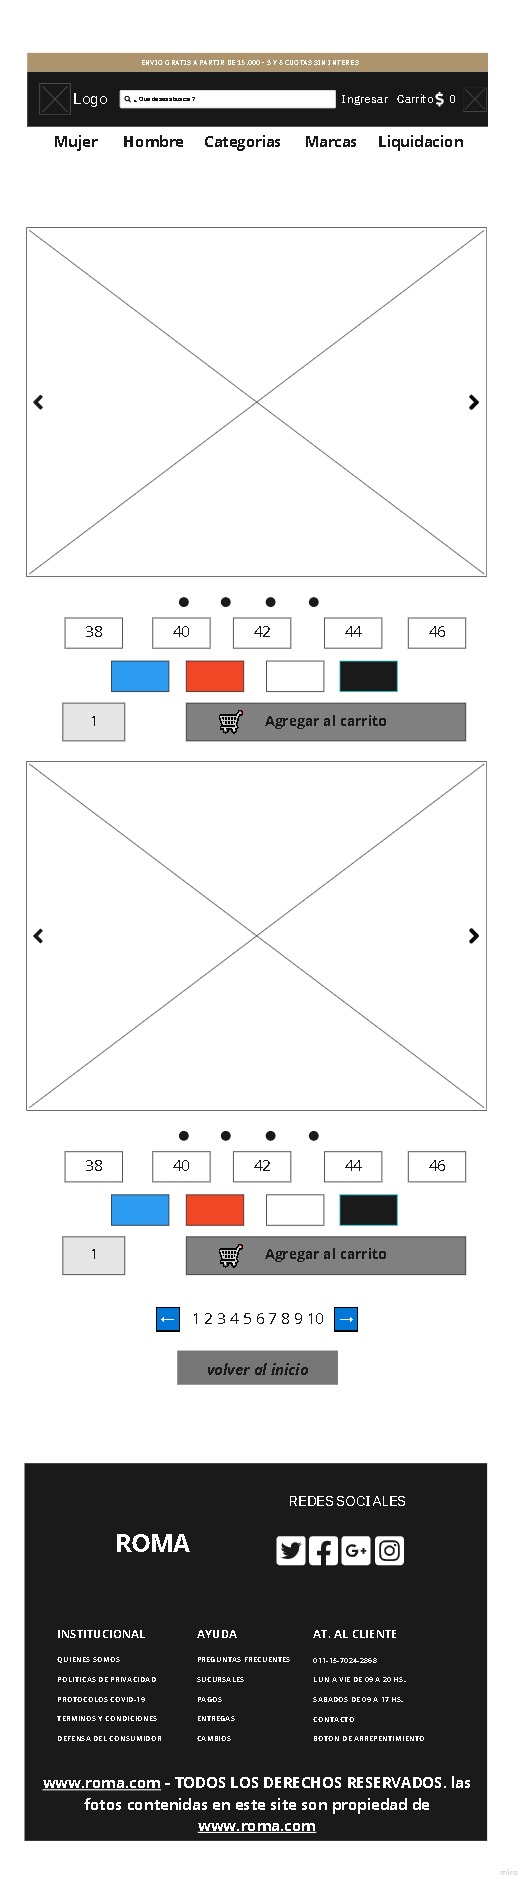 ENVIO GRATIS A PARTIR DE 15.000 - 3 Y 6 CUOTAS SIN INTERES
Logo
¿ Que deseas buscar ?
Ingresar Carrito $ 0
Mujer Hombre Categorias Marcas Liquidacion
38 40 42 44 46
1 Agregar al carrito
38 40 42 44 46
1 Agregar al carrito
← 1 2 3 4 5 6 7 8 9 10 →
volver al inicio
REDES SOCIALES
ROMA
INSTITUCIONAL AYUDA AT. AL CLIENTE
QUIENES SOMOS PREGUNTAS FRECUENTES 011-15-7024-2868
POLITICAS DE PRIVACIDAD SUCURSALES LUN A VIE DE 09 A 20 HS.
PROTOCOLOS COVID-19 PAGOS SABADOS DE 09 A 17 HS.
TERMINOS Y CONDICIONES ENTREGAS CONTACTO
DEFENSA DEL CONSUMIDOR CAMBIOS BOTON DE ARREPENTIMIENTO
www.roma.com - TODOS LOS DERECHOS RESERVADOS. las
fotos contenidas en este site son propiedad de
www.roma.com
miro